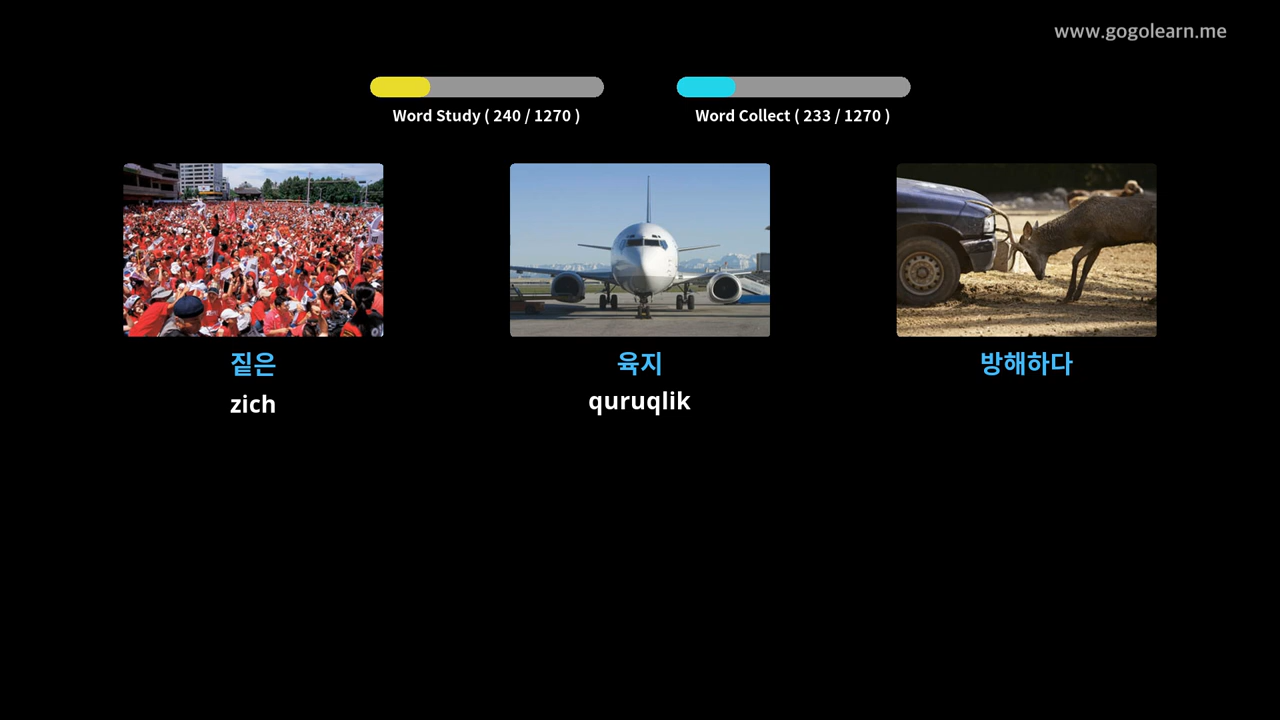 www.gogolearn.me
Word Study ( 240 / 1270 )
Word Collect ( 233 / 1270 )
짙은
zich
육지
quruqlik
방해하다